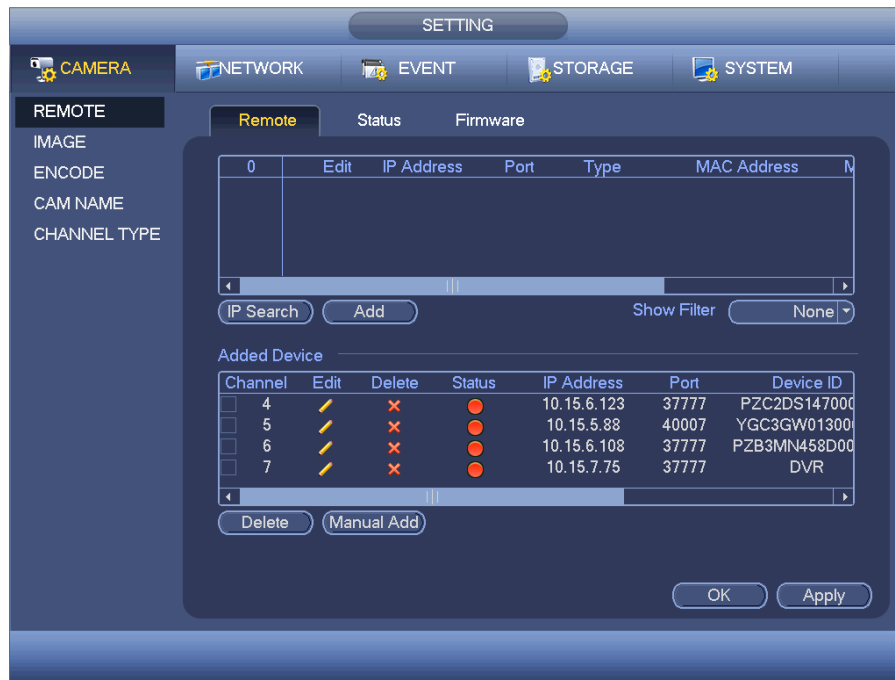 SETTING
CAMERA NETWORK EVENT STORAGE SYSTEM
REMOTE
IMAGE
ENCODE
CAM NAME
CHANNEL TYPE
Remote Status Firmware
0 Edit IP Address Port Type MAC Address M
IP Search Add Show Filter None
Added Device
Channel Edit Delete Status IP Address Port Device ID
4 10.15.6.123 37777 PZC2DS147000
5 10.15.5.88 40007 YGC3GW01300
6 10.15.6.108 37777 PZB3MN458D00
7 10.15.7.75 37777 DVR
Delete Manual Add
OK Apply